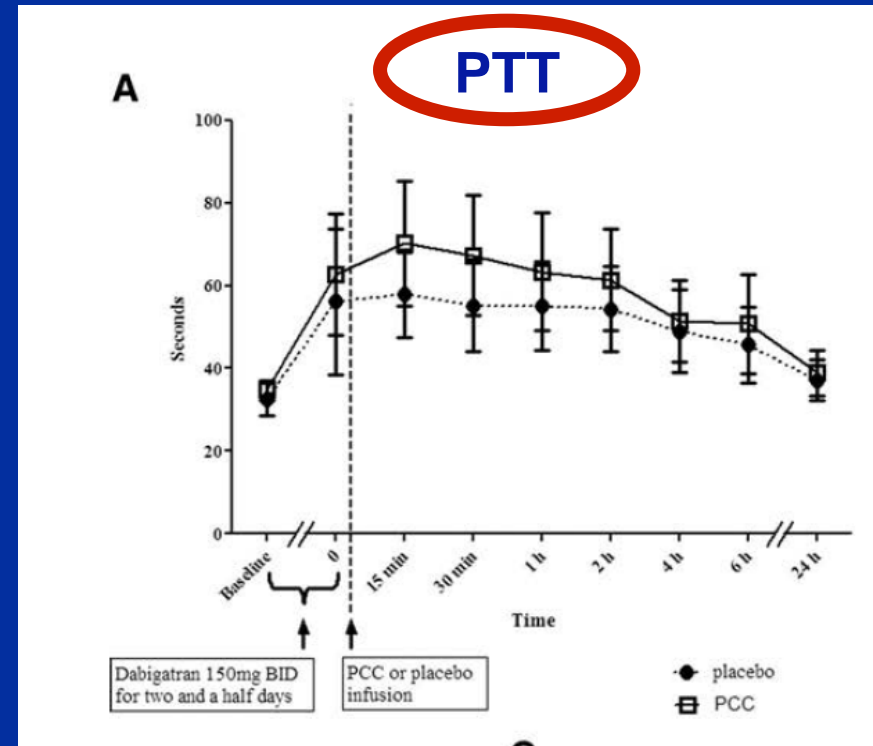 PTT
A
100
80
60
40
20
0
Seconds
Baseline
0
15 min
30 min
1 h
2 h
4 h
6 h
24 h
Time
Dabigatran 150mg BID
for two and a half days
PCC or placebo
infusion
placebo
PCC